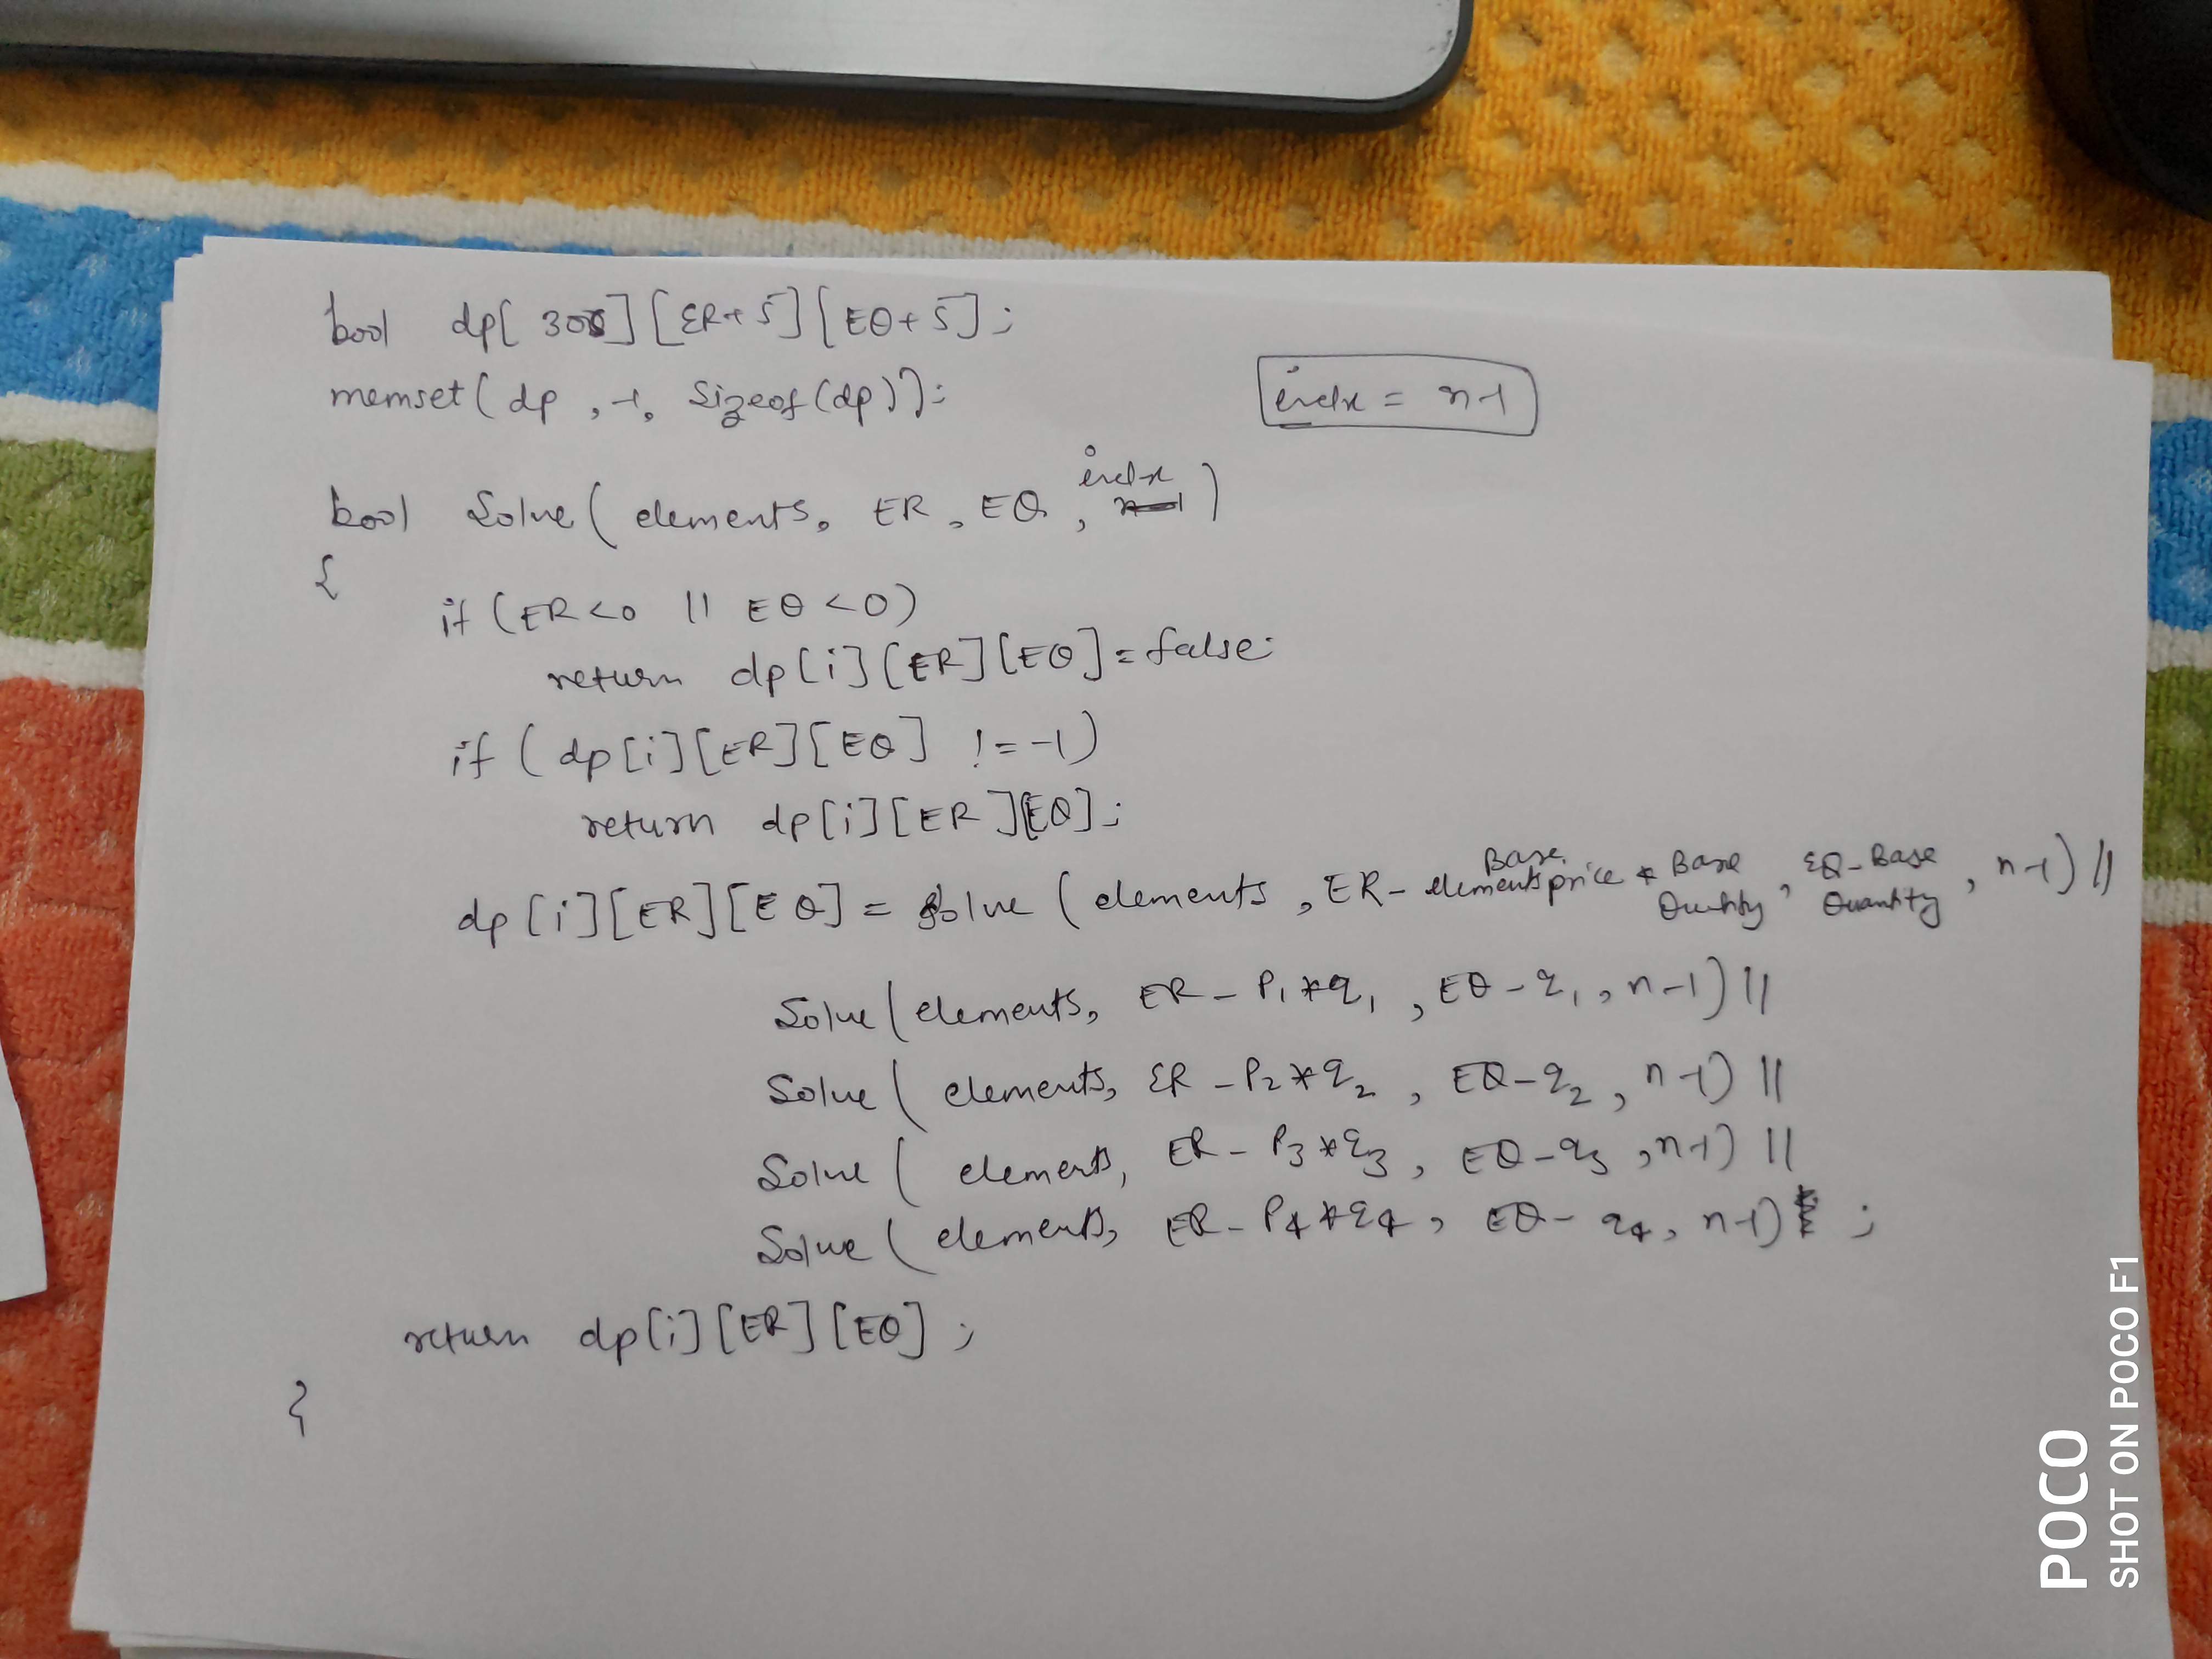 bool dp[300][ER+5][EQ+5];
memset(dp, -1, sizeof(dp));
indx = n-1
bool Solve(elements, ER, EQ, indx)
{
if (ER<0 || EQ<0)
return dp[i][ER][EQ]=false;
if (dp[i][ER][EQ] != -1)
return dp[i][ER][EQ];
dp[i][ER][EQ] = Solve(elements, ER - elements Base price * Base Quantity, EQ - Base Quantity, n-1) ||
Solve(elements, ER - P1*q1, EQ - q1, n-1) ||
Solve(elements, ER - P2*q2, EQ - q2, n-1) ||
Solve(elements, ER - P3*q3, EQ - q3, n-1) ||
Solve(elements, ER - P4*q4, EQ - q4, n-1);
return dp[i][ER][EQ];
}
POCO
SHOT ON POCO F1